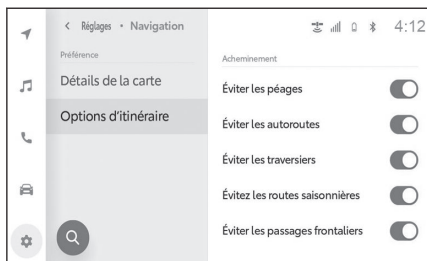 Réglages • Navigation
4:12
Préférence
Détails de la carte
Options d'itinéraire
Acheminement
Éviter les péages
Éviter les autoroutes
Éviter les traversiers
Évitez les routes saisonnières
Éviter les passages frontaliers